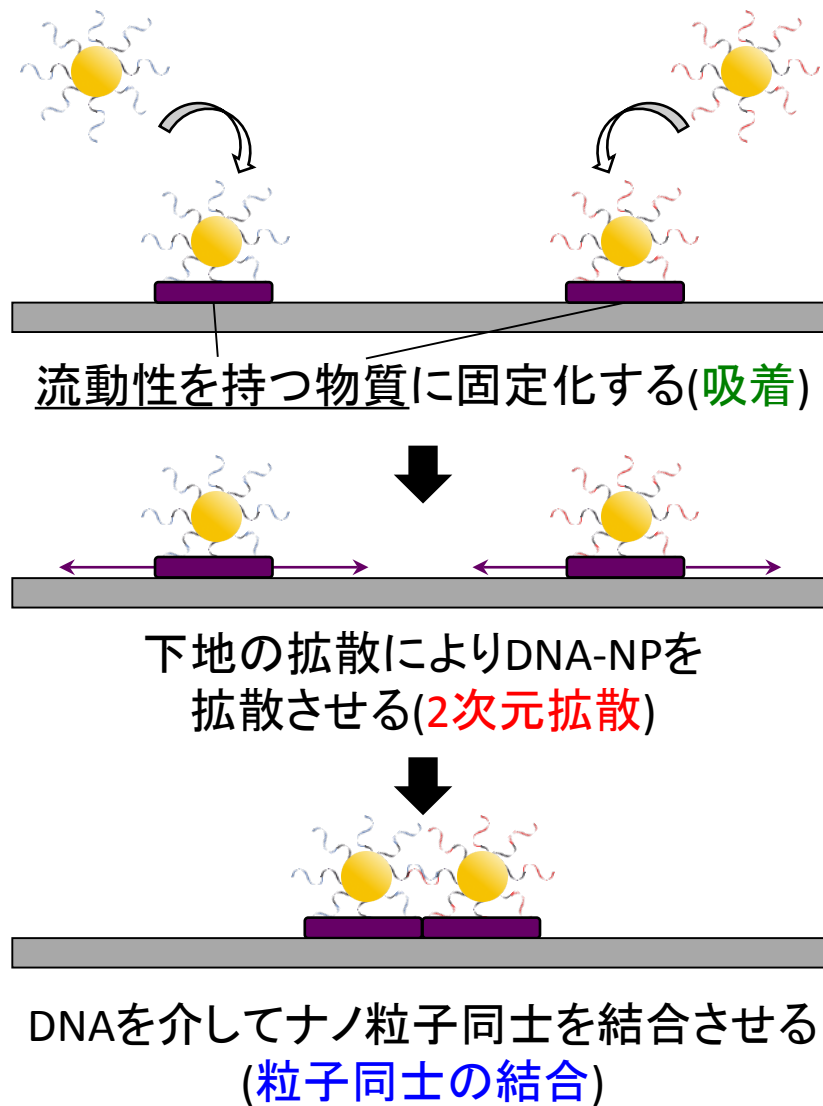 流動性を持つ物質に固定化する(吸着)
下地の拡散によりDNA-NPを
拡散させる(2次元拡散)
DNAを介してナノ粒子同士を結合させる
(粒子同士の結合)